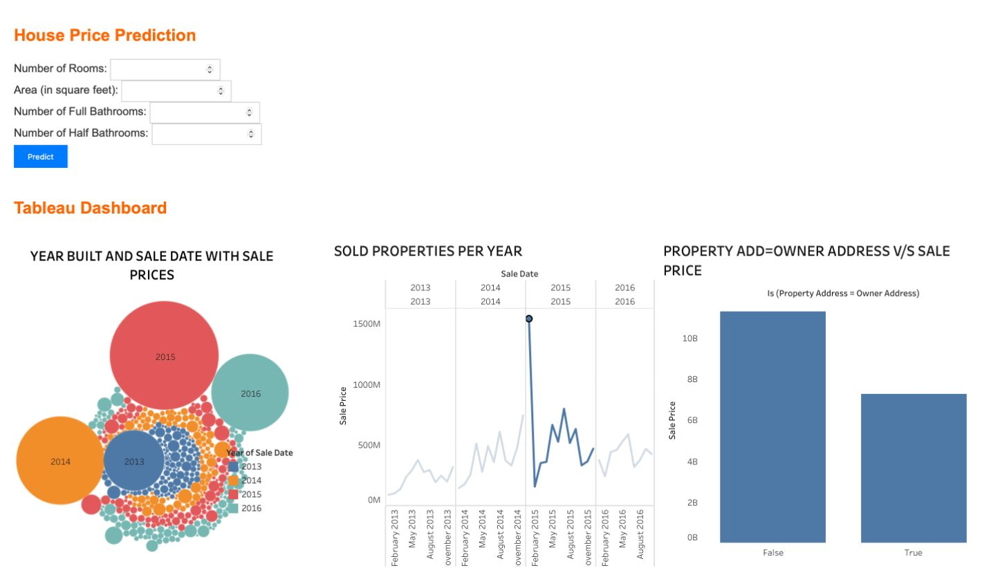 House Price Prediction
Number of Rooms:
Area (in square feet):
Number of Full Bathrooms:
Number of Half Bathrooms:
Predict
Tableau Dashboard
YEAR BUILT AND SALE DATE WITH SALE
PRICES
2015
2016
2014
2013
Year of Sale Date
2013
2014
2015
2016
SOLD PROPERTIES PER YEAR
Sale Date
2013 2014 2015 2016
2013 2014 2015 2016
Sale Price
1500M
1000M
500M
0M
February 2013
May 2013
August 2013
ovember 2013
February 2014
May 2014
August 2014
ovember 2014
February 2015
May 2015
August 2015
ovember 2015
February 2016
May 2016
August 2016
PROPERTY ADD=OWNER ADDRESS V/S SALE
PRICE
Is (Property Address = Owner Address)
Sale Price
10B
8B
6B
4B
2B
0B
False True